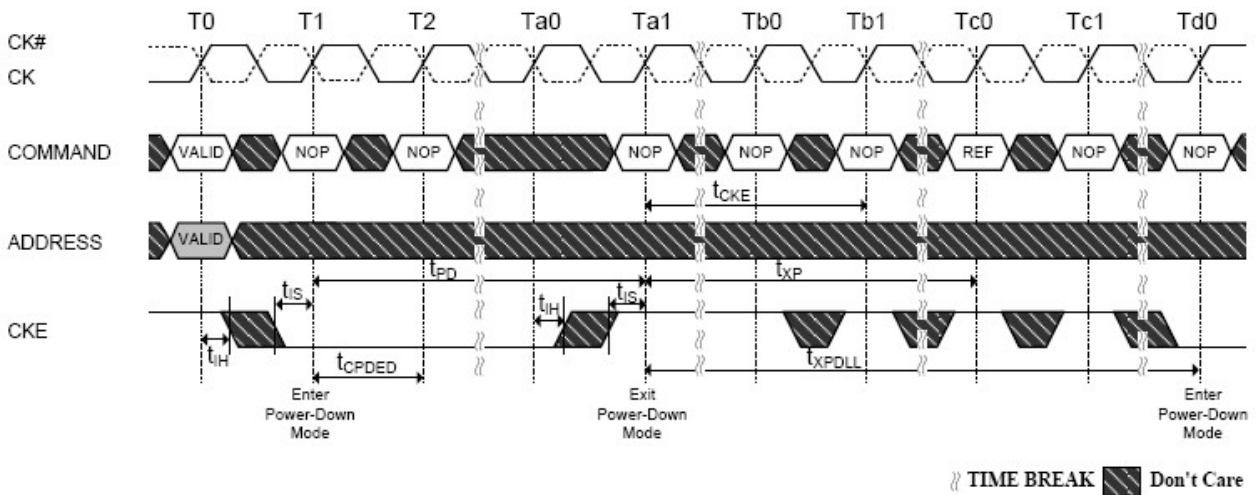 T0 T1 T2 Ta0 Ta1 Tb0 Tb1 Tc0 Tc1 Td0
CK#
CK
COMMAND VALID NOP NOP NOP NOP NOP REF NOP NOP
tCKE
ADDRESS VALID
tPD tXP
tIS tIH tIS
CKE
tIH tCPDED tXPDLL
Enter Power-Down Mode
Exit Power-Down Mode
Enter Power-Down Mode
TIME BREAK Don't Care